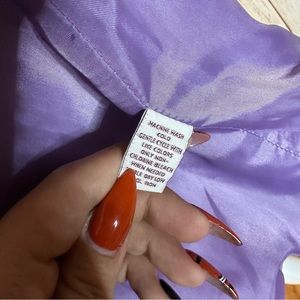 MACHINE WASH
COLD
GENTLE CYCLE WITH
LIKE COLORS
ONLY NON-
CHLORINE BLEACH
WHEN NEEDED
DRY LOW
IRON